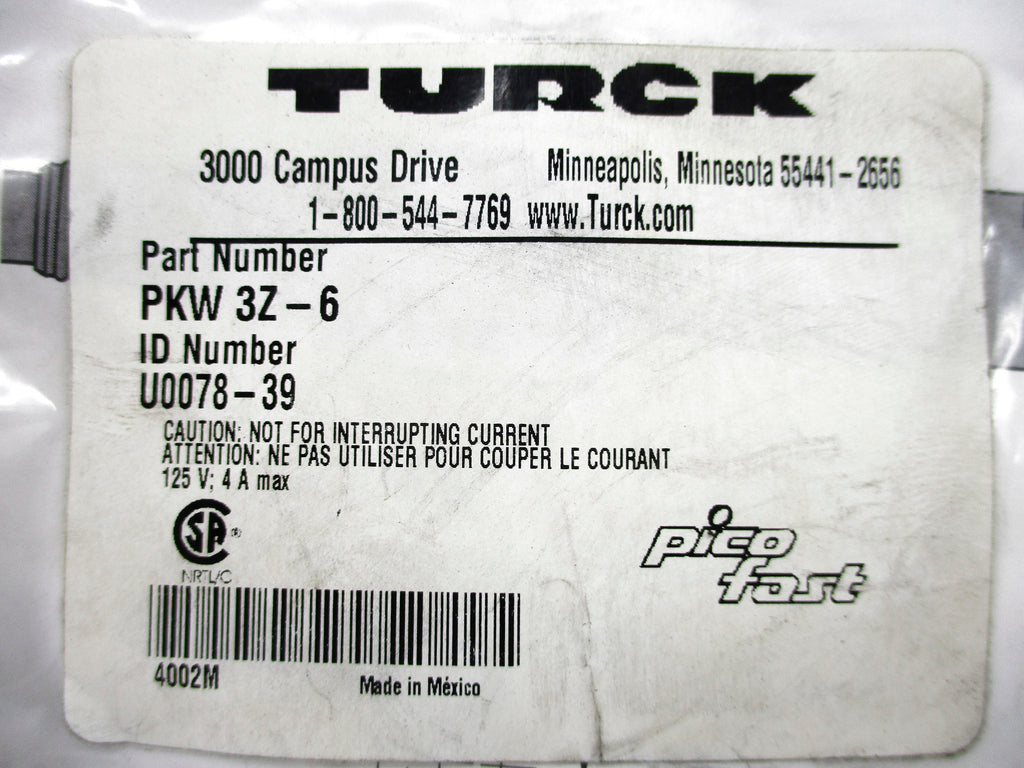 TURCK
3000 Campus Drive Minneapolis, Minnesota 55441-2656
1-800-544-7769 www.Turck.com
Part Number
PKW 3Z-6
ID Number
U0078-39
CAUTION: NOT FOR INTERRUPTING CURRENT
ATTENTION: NE PAS UTILISER POUR COUPER LE COURANT
125 V; 4 A max
SA ®
NRTL/C
pico
fast
4002M
Made in México